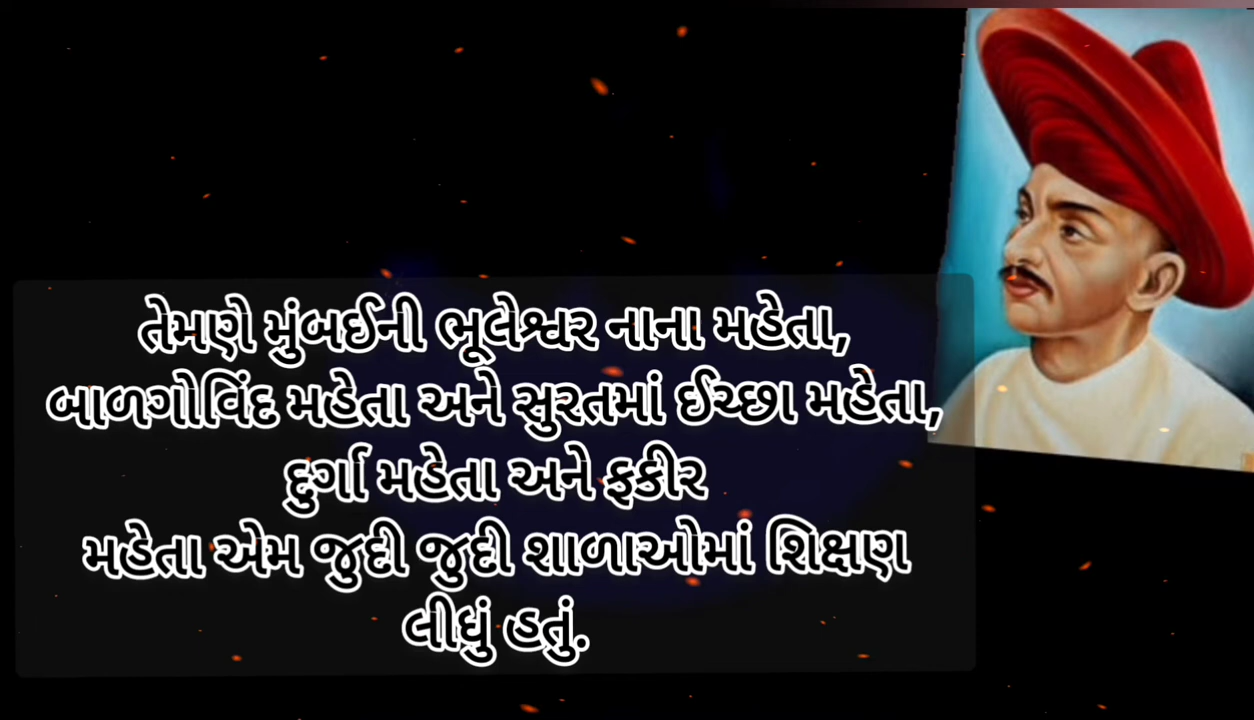 તેમણે મુંબઈની ભૂલેશ્વર નાના મહેતા,
બાળગોવિંદ મહેતા અને સુરતમાં ઈચ્છા મહેતા,
દુર્ગા મહેતા અને ફકીર
મહેતા એમ જુદી જુદી શાળાઓમાં શિક્ષણ
લીધું હતું.